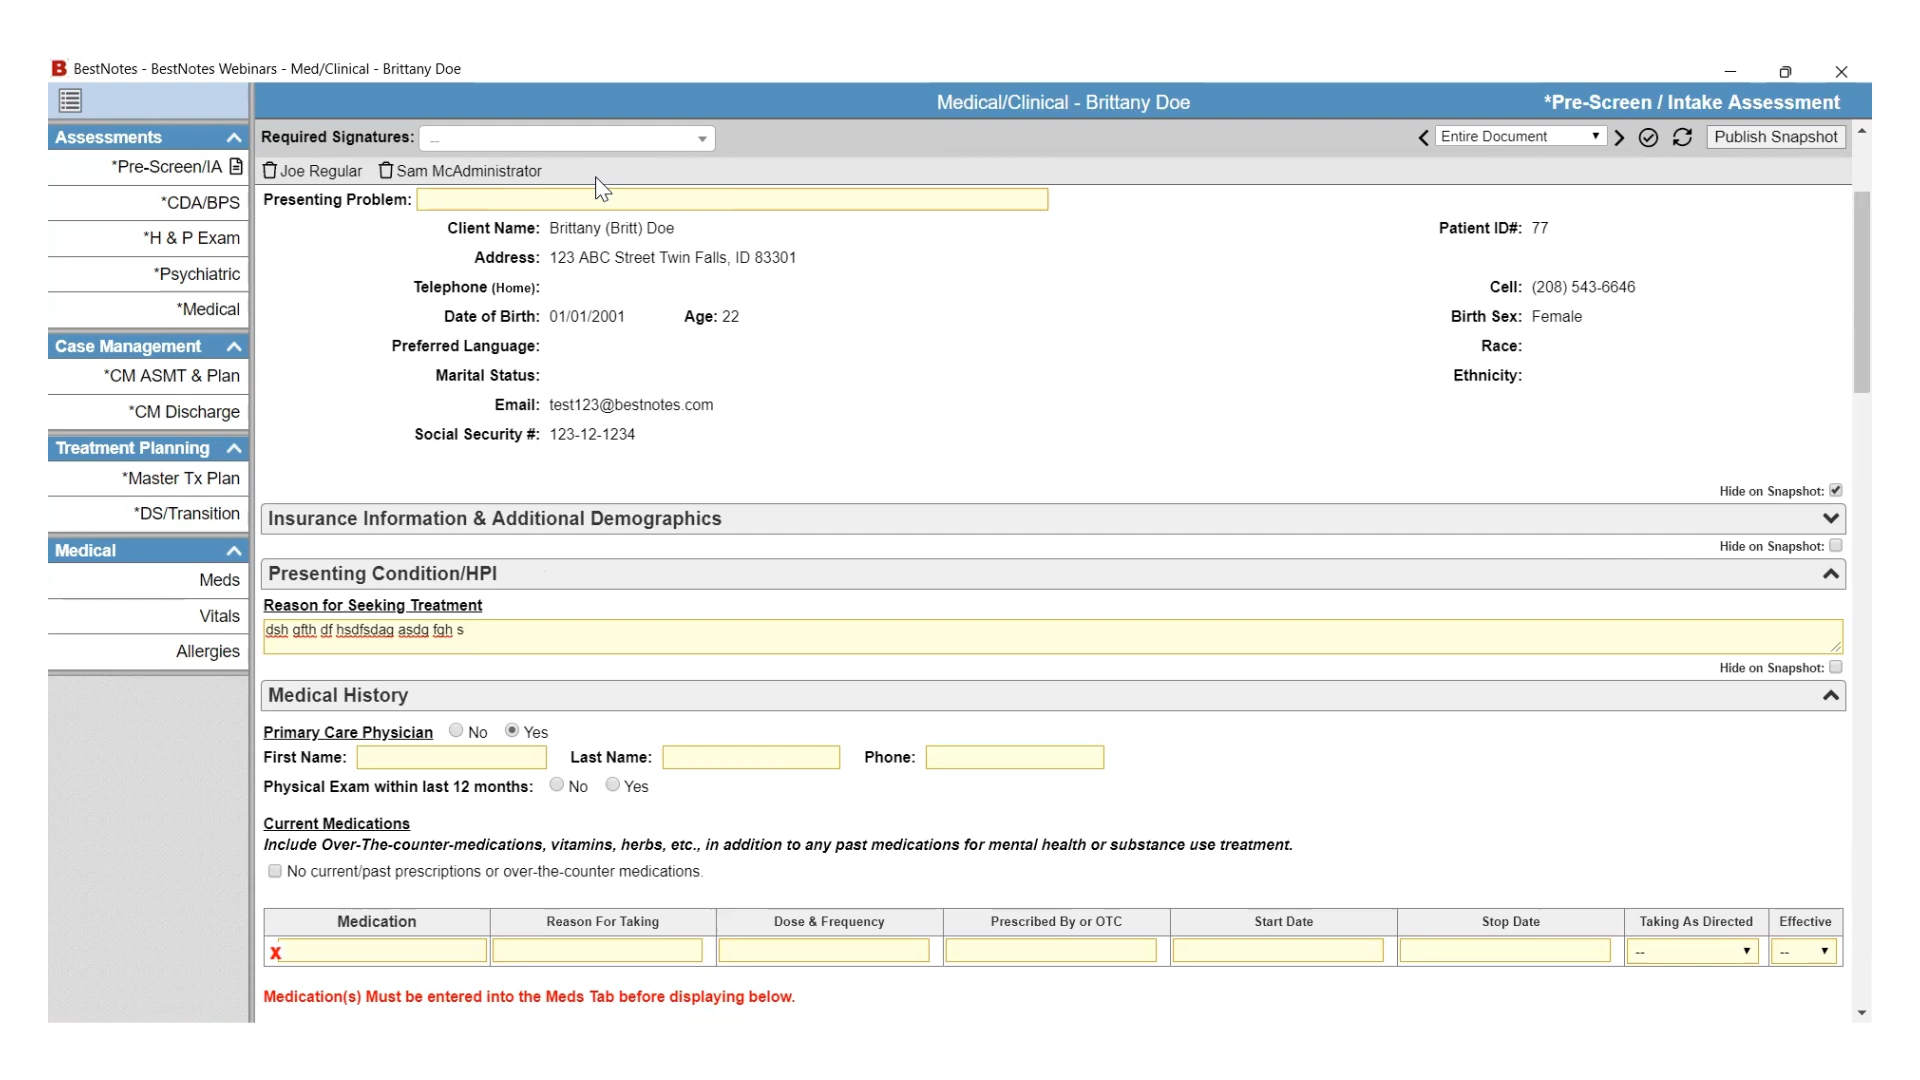 B BestNotes - BestNotes Webinars - Med/Clinical - Brittany Doe
Medical/Clinical - Brittany Doe
*Pre-Screen / Intake Assessment
Assessments
*Pre-Screen/IA
*CDA/BPS
*H & P Exam
*Psychiatric
*Medical
Case Management
*CM ASMT & Plan
*CM Discharge
Treatment Planning
*Master Tx Plan
*DS/Transition
Medical
Meds
Vitals
Allergies
Required Signatures: --
Entire Document
Publish Snapshot
Joe Regular Sam McAdministrator
Presenting Problem:
Client Name: Brittany (Britt) Doe
Patient ID#: 77
Address: 123 ABC Street Twin Falls, ID 83301
Telephone (Home):
Cell: (208) 543-6646
Date of Birth: 01/01/2001 Age: 22
Birth Sex: Female
Preferred Language:
Race:
Marital Status:
Ethnicity:
Email: test123@bestnotes.com
Social Security #: 123-12-1234
Hide on Snapshot:
Insurance Information & Additional Demographics
Hide on Snapshot:
Presenting Condition/HPI
Reason for Seeking Treatment
dsh gfth df hsdfsdag asdg fgh s
Hide on Snapshot:
Medical History
Primary Care Physician No Yes
First Name: Last Name: Phone:
Physical Exam within last 12 months: No Yes
Current Medications
Include Over-The-counter-medications, vitamins, herbs, etc., in addition to any past medications for mental health or substance use treatment.
No current/past prescriptions or over-the-counter medications.
Medication Reason For Taking Dose & Frequency Prescribed By or OTC Start Date Stop Date Taking As Directed Effective
X -- --
Medication(s) Must be entered into the Meds Tab before displaying below.